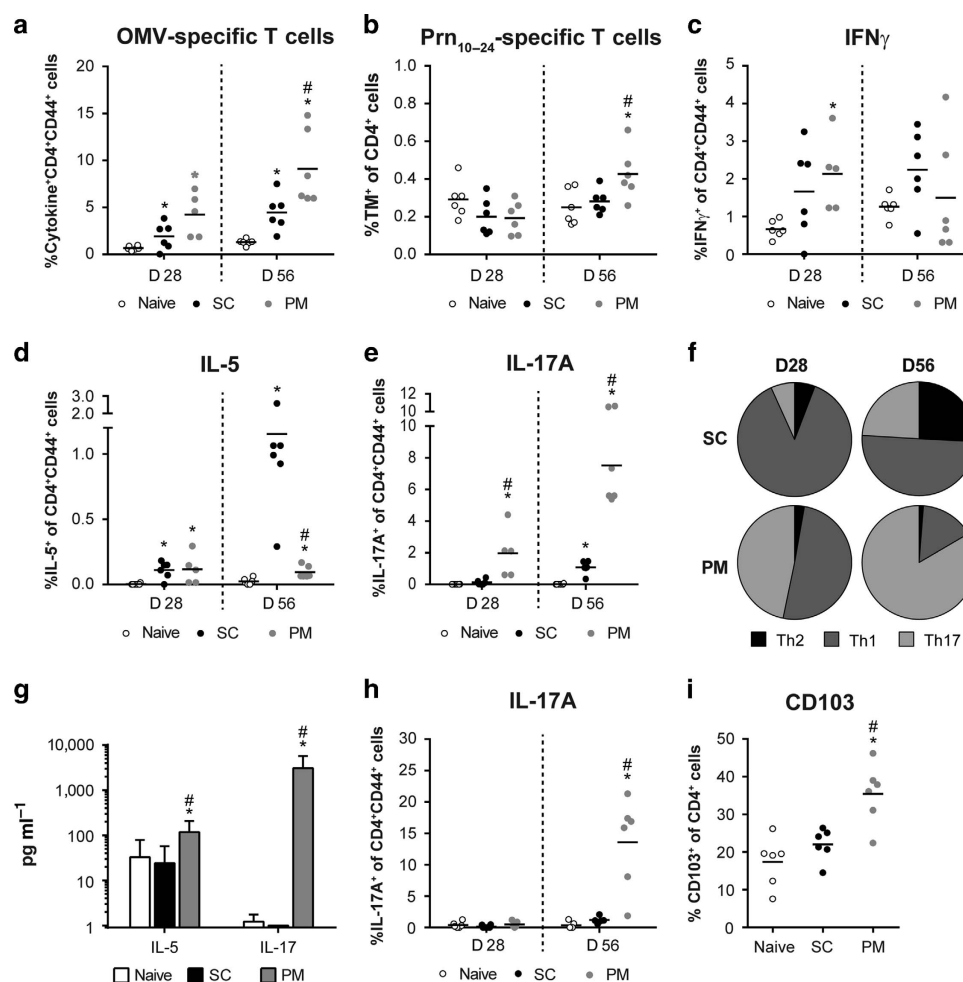 a OMV-specific T cells
%Cytokine⁺CD4⁺CD44⁺ cells
20
15
10
5
0
* * * # *
D 28 D 56
Naive SC PM
b Prn₁₀₋₂₄-specific T cells
%TM⁺ of CD4⁺ cells
1.0
0.8
0.6
0.4
0.2
0.0
# *
D 28 D 56
Naive SC PM
c IFNγ
%IFNγ⁺ of CD4⁺CD44⁺ cells
5
4
3
2
1
0
*
D 28 D 56
Naive SC PM
d IL-5
%IL-5⁺ of CD4⁺CD44⁺ cells
3.0
2.0
1.0
0.5
0.0
* * * # *
D 28 D 56
Naive SC PM
e IL-17A
%IL-17A⁺ of CD4⁺CD44⁺ cells
12
10
8
6
4
2
0
# * * # *
D 28 D 56
Naive SC PM
f D28 D56
SC
PM
Th2 Th1 Th17
g
pg ml⁻¹
10,000
1,000
100
10
1
# * # *
IL-5 IL-17
Naive SC PM
h IL-17A
%IL-17A⁺ of CD4⁺CD44⁺ cells
30
25
20
15
10
5
0
# *
D 28 D 56
Naive SC PM
i CD103
% CD103⁺ of CD4⁺ cells
50
40
30
20
10
0
# *
Naive SC PM